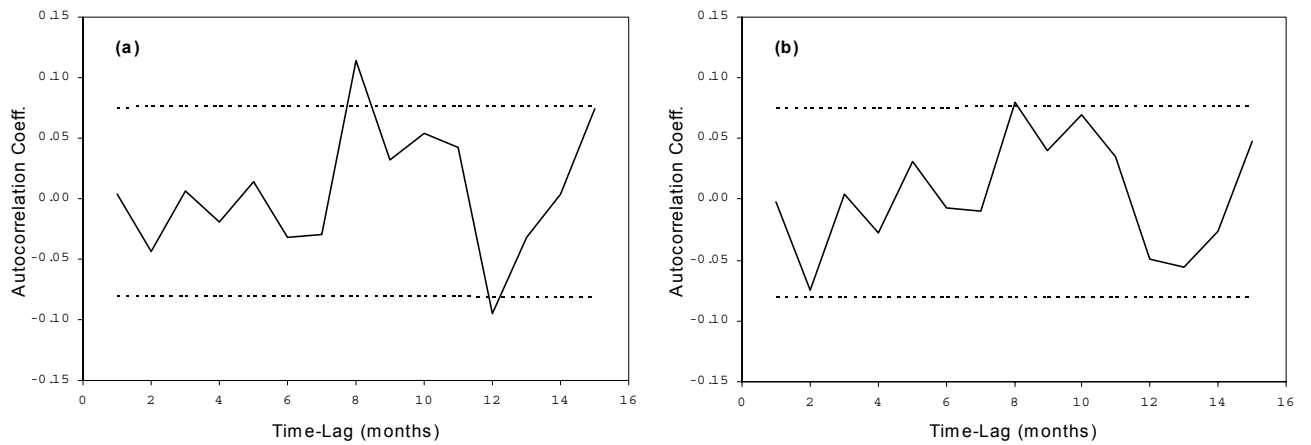 0.15
(a)
0.10
0.05
0.00
-0.05
-0.10
-0.15
0 2 4 6 8 10 12 14 16
Autocorrelation Coeff.
Time-Lag (months)
0.15
(b)
0.10
0.05
0.00
-0.05
-0.10
-0.15
0 2 4 6 8 10 12 14 16
Autocorrelation Coeff.
Time-Lag (months)